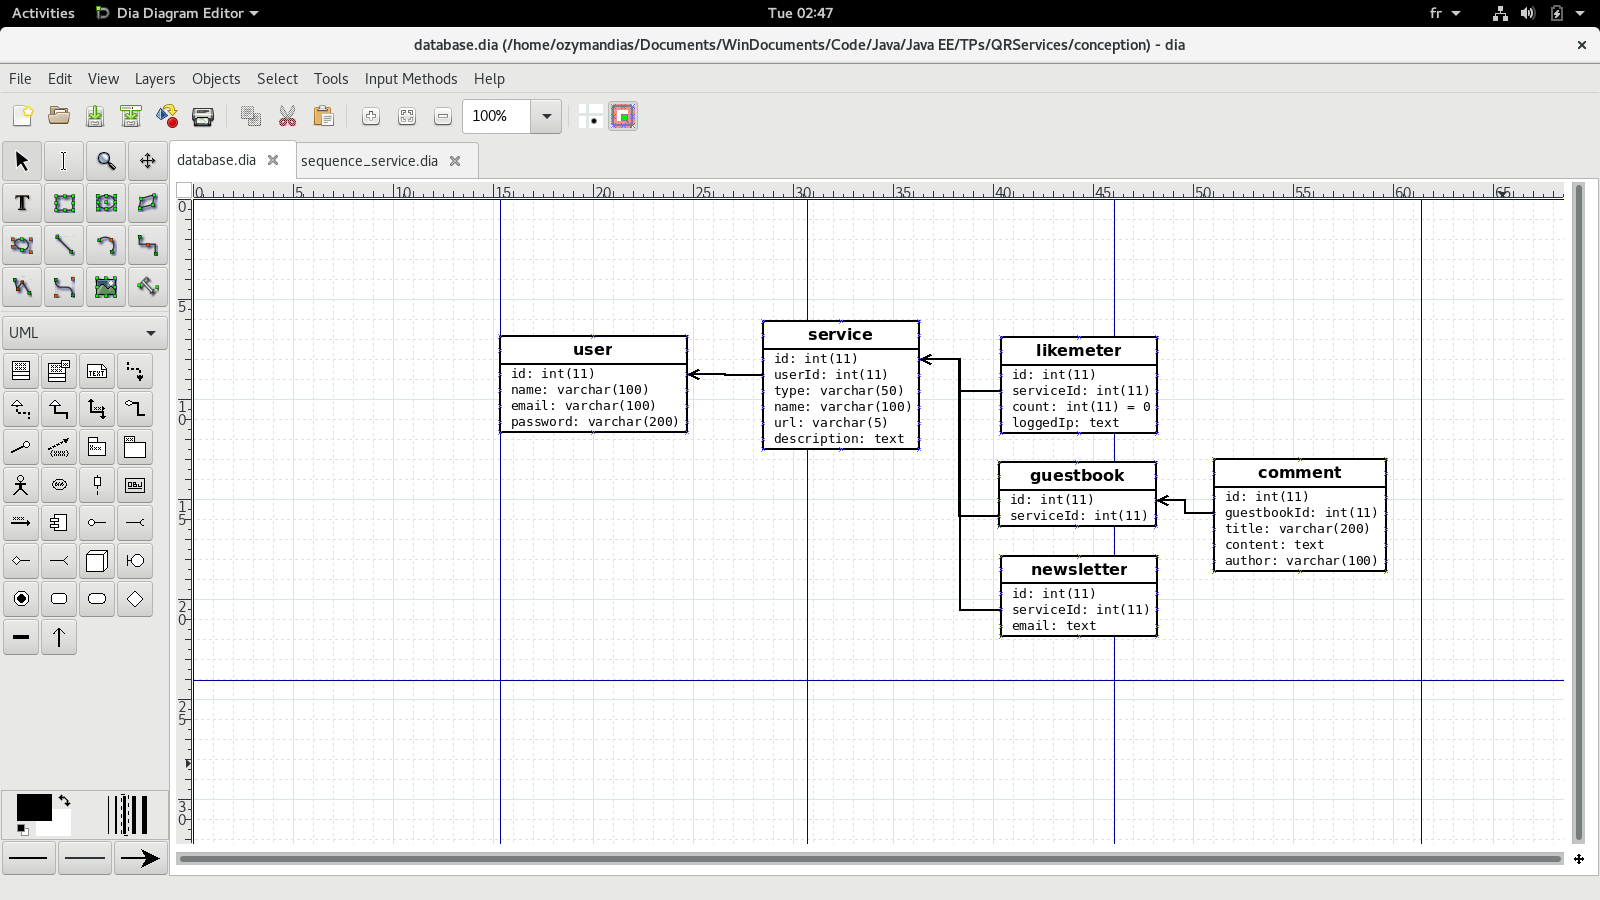 Activities Dia Diagram Editor Tue 02:47 fr
database.dia (/home/ozymandias/Documents/WinDocuments/Code/Java/Java EE/TPs/QRServices/conception) - dia
File Edit View Layers Objects Select Tools Input Methods Help
100%
database.dia sequence_service.dia
0 5 10 15 20 25 30 35 40 45 50 55 60 65
0
5
10
15
20
25
30
T
UML
TEXT
OBJ
user
id: int(11)
name: varchar(100)
email: varchar(100)
password: varchar(200)
service
id: int(11)
userId: int(11)
type: varchar(50)
name: varchar(100)
url: varchar(5)
description: text
likemeter
id: int(11)
serviceId: int(11)
count: int(11) = 0
loggedIp: text
guestbook
id: int(11)
serviceId: int(11)
comment
id: int(11)
guestbookId: int(11)
title: varchar(200)
content: text
author: varchar(100)
newsletter
id: int(11)
serviceId: int(11)
email: text